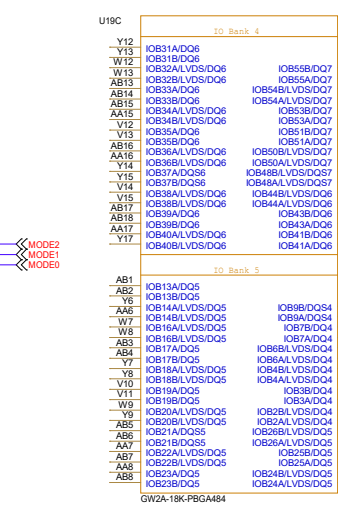 U19C
IO Bank 4
Y12 IOB31A/DQ6
Y13 IOB31B/DQ6
W12 IOB32A/LVDS/DQ6 IOB55B/DQ7
W13 IOB32B/LVDS/DQ6 IOB55A/DQ7
AB13 IOB33A/DQ6 IOB54B/LVDS/DQ7
AB14 IOB33B/DQ6 IOB54A/LVDS/DQ7
AB15 IOB34A/LVDS/DQ6 IOB53B/DQ7
AA15 IOB34B/LVDS/DQ6 IOB53A/DQ7
V12 IOB35A/DQ6 IOB51B/DQ7
V13 IOB35B/DQ6 IOB51A/DQ7
AB16 IOB36A/LVDS/DQ6 IOB50B/LVDS/DQ7
AA16 IOB36B/LVDS/DQ6 IOB50A/LVDS/DQ7
Y14 IOB37A/DQS6 IOB48B/LVDS/DQS7
Y15 IOB37B/DQS6 IOB48A/LVDS/DQS7
V14 IOB38A/LVDS/DQ6 IOB44B/LVDS/DQ6
V15 IOB38B/LVDS/DQ6 IOB44A/LVDS/DQ6
AB17 IOB39A/DQ6 IOB43B/DQ6
AB18 IOB39B/DQ6 IOB43A/DQ6
AA17 IOB40A/LVDS/DQ6 IOB41B/DQ6
Y17 IOB40B/LVDS/DQ6 IOB41A/DQ6
MODE2
MODE1
MODE0
IO Bank 5
AB1 IOB13A/DQ5
AB2 IOB13B/DQ5
Y6 IOB14A/LVDS/DQ5 IOB9B/DQS4
AA6 IOB14B/LVDS/DQ5 IOB9A/DQS4
W7 IOB16A/LVDS/DQ5 IOB7B/DQ4
W8 IOB16B/LVDS/DQ5 IOB7A/DQ4
AB3 IOB17A/DQ5 IOB6B/LVDS/DQ4
AB4 IOB17B/DQ5 IOB6A/LVDS/DQ4
Y7 IOB18A/LVDS/DQ5 IOB4B/LVDS/DQ4
Y8 IOB18B/LVDS/DQ5 IOB4A/LVDS/DQ4
V10 IOB19A/DQ5 IOB3B/DQ4
V11 IOB19B/DQ5 IOB3A/DQ4
W9 IOB20A/LVDS/DQ5 IOB2B/LVDS/DQ4
Y9 IOB20B/LVDS/DQ5 IOB2A/LVDS/DQ4
AB5 IOB21A/DQS5 IOB26B/LVDS/DQ5
AB6 IOB21B/DQS5 IOB26A/LVDS/DQ5
AA7 IOB22A/LVDS/DQ5 IOB25B/DQ5
AB7 IOB22B/LVDS/DQ5 IOB25A/DQ5
AA8 IOB23A/DQ5 IOB24B/LVDS/DQ5
AB8 IOB23B/DQ5 IOB24A/LVDS/DQ5
GW2A-18K-PBGA484